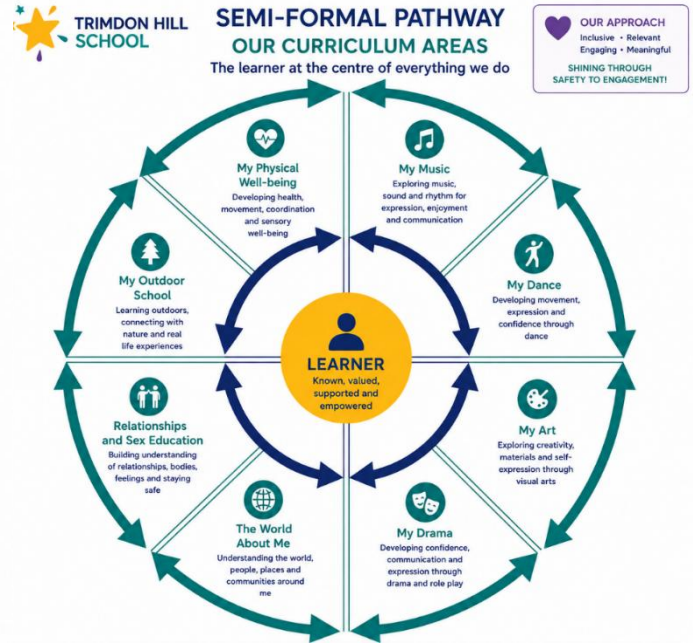 TRIMDON HILL
SCHOOL
SEMI-FORMAL PATHWAY
OUR CURRICULUM AREAS
The learner at the centre of everything we do
OUR APPROACH
Inclusive • Relevant
Engaging • Meaningful
SHINING THROUGH
SAFETY TO ENGAGEMENT!
My Physical
Well-being
Developing health,
movement, coordination
and sensory
well-being
My Music
Exploring music,
sound and rhythm for
expression, enjoyment
and communication
My Outdoor
School
Learning outdoors,
connecting with
nature and real
life experiences
My Dance
Developing movement,
expression and
confidence through
dance
LEARNER
Known, valued,
supported and
empowered
Relationships
and Sex Education
Building understanding
of relationships, bodies,
feelings and staying
safe
My Art
Exploring creativity,
materials and self-
expression through
visual arts
The World
About Me
Understanding the world,
people, places and
communities around
me
My Drama
Developing confidence,
communication and
expression through
drama and role play